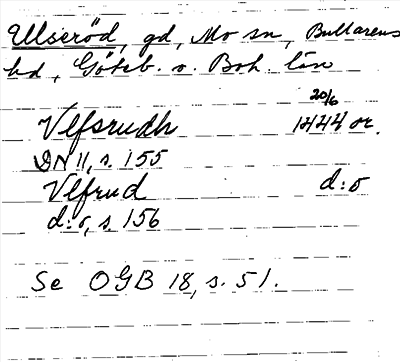 Ulseröd, gd, Mo sn, Bullarens
hd, Göteb. o. Boh. län
20/6
Vlfsrudh 1444 or.
DN 11, s. 155
Vlfrud d:o
d:o, s. 156
Se OGB 18, s. 51.